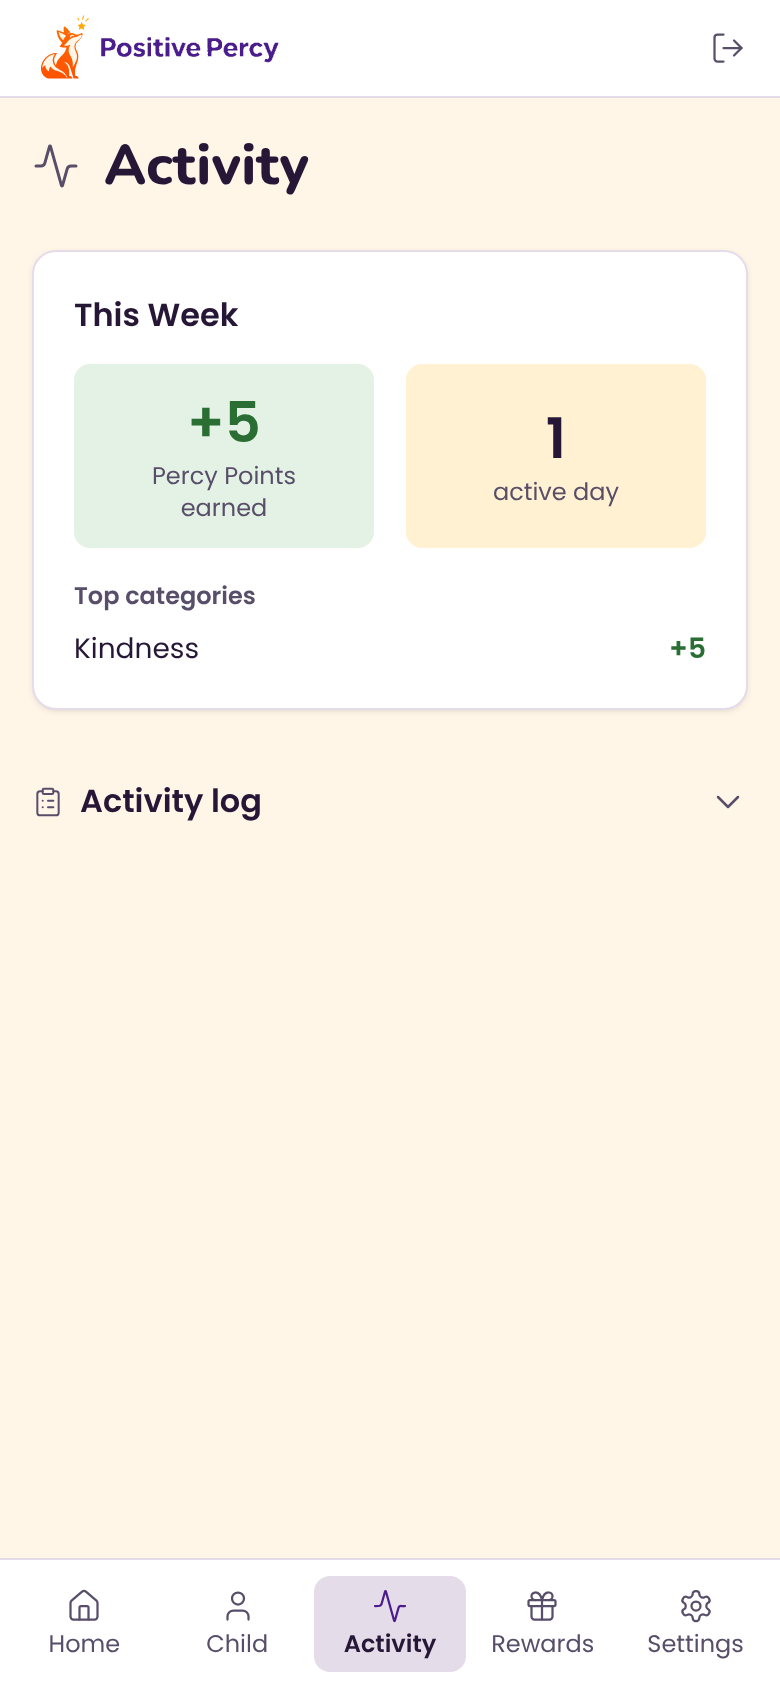 Positive Percy
Activity
This Week
+5
Percy Points
earned
1
active day
Top categories
Kindness +5
Activity log
Home Child Activity Rewards Settings